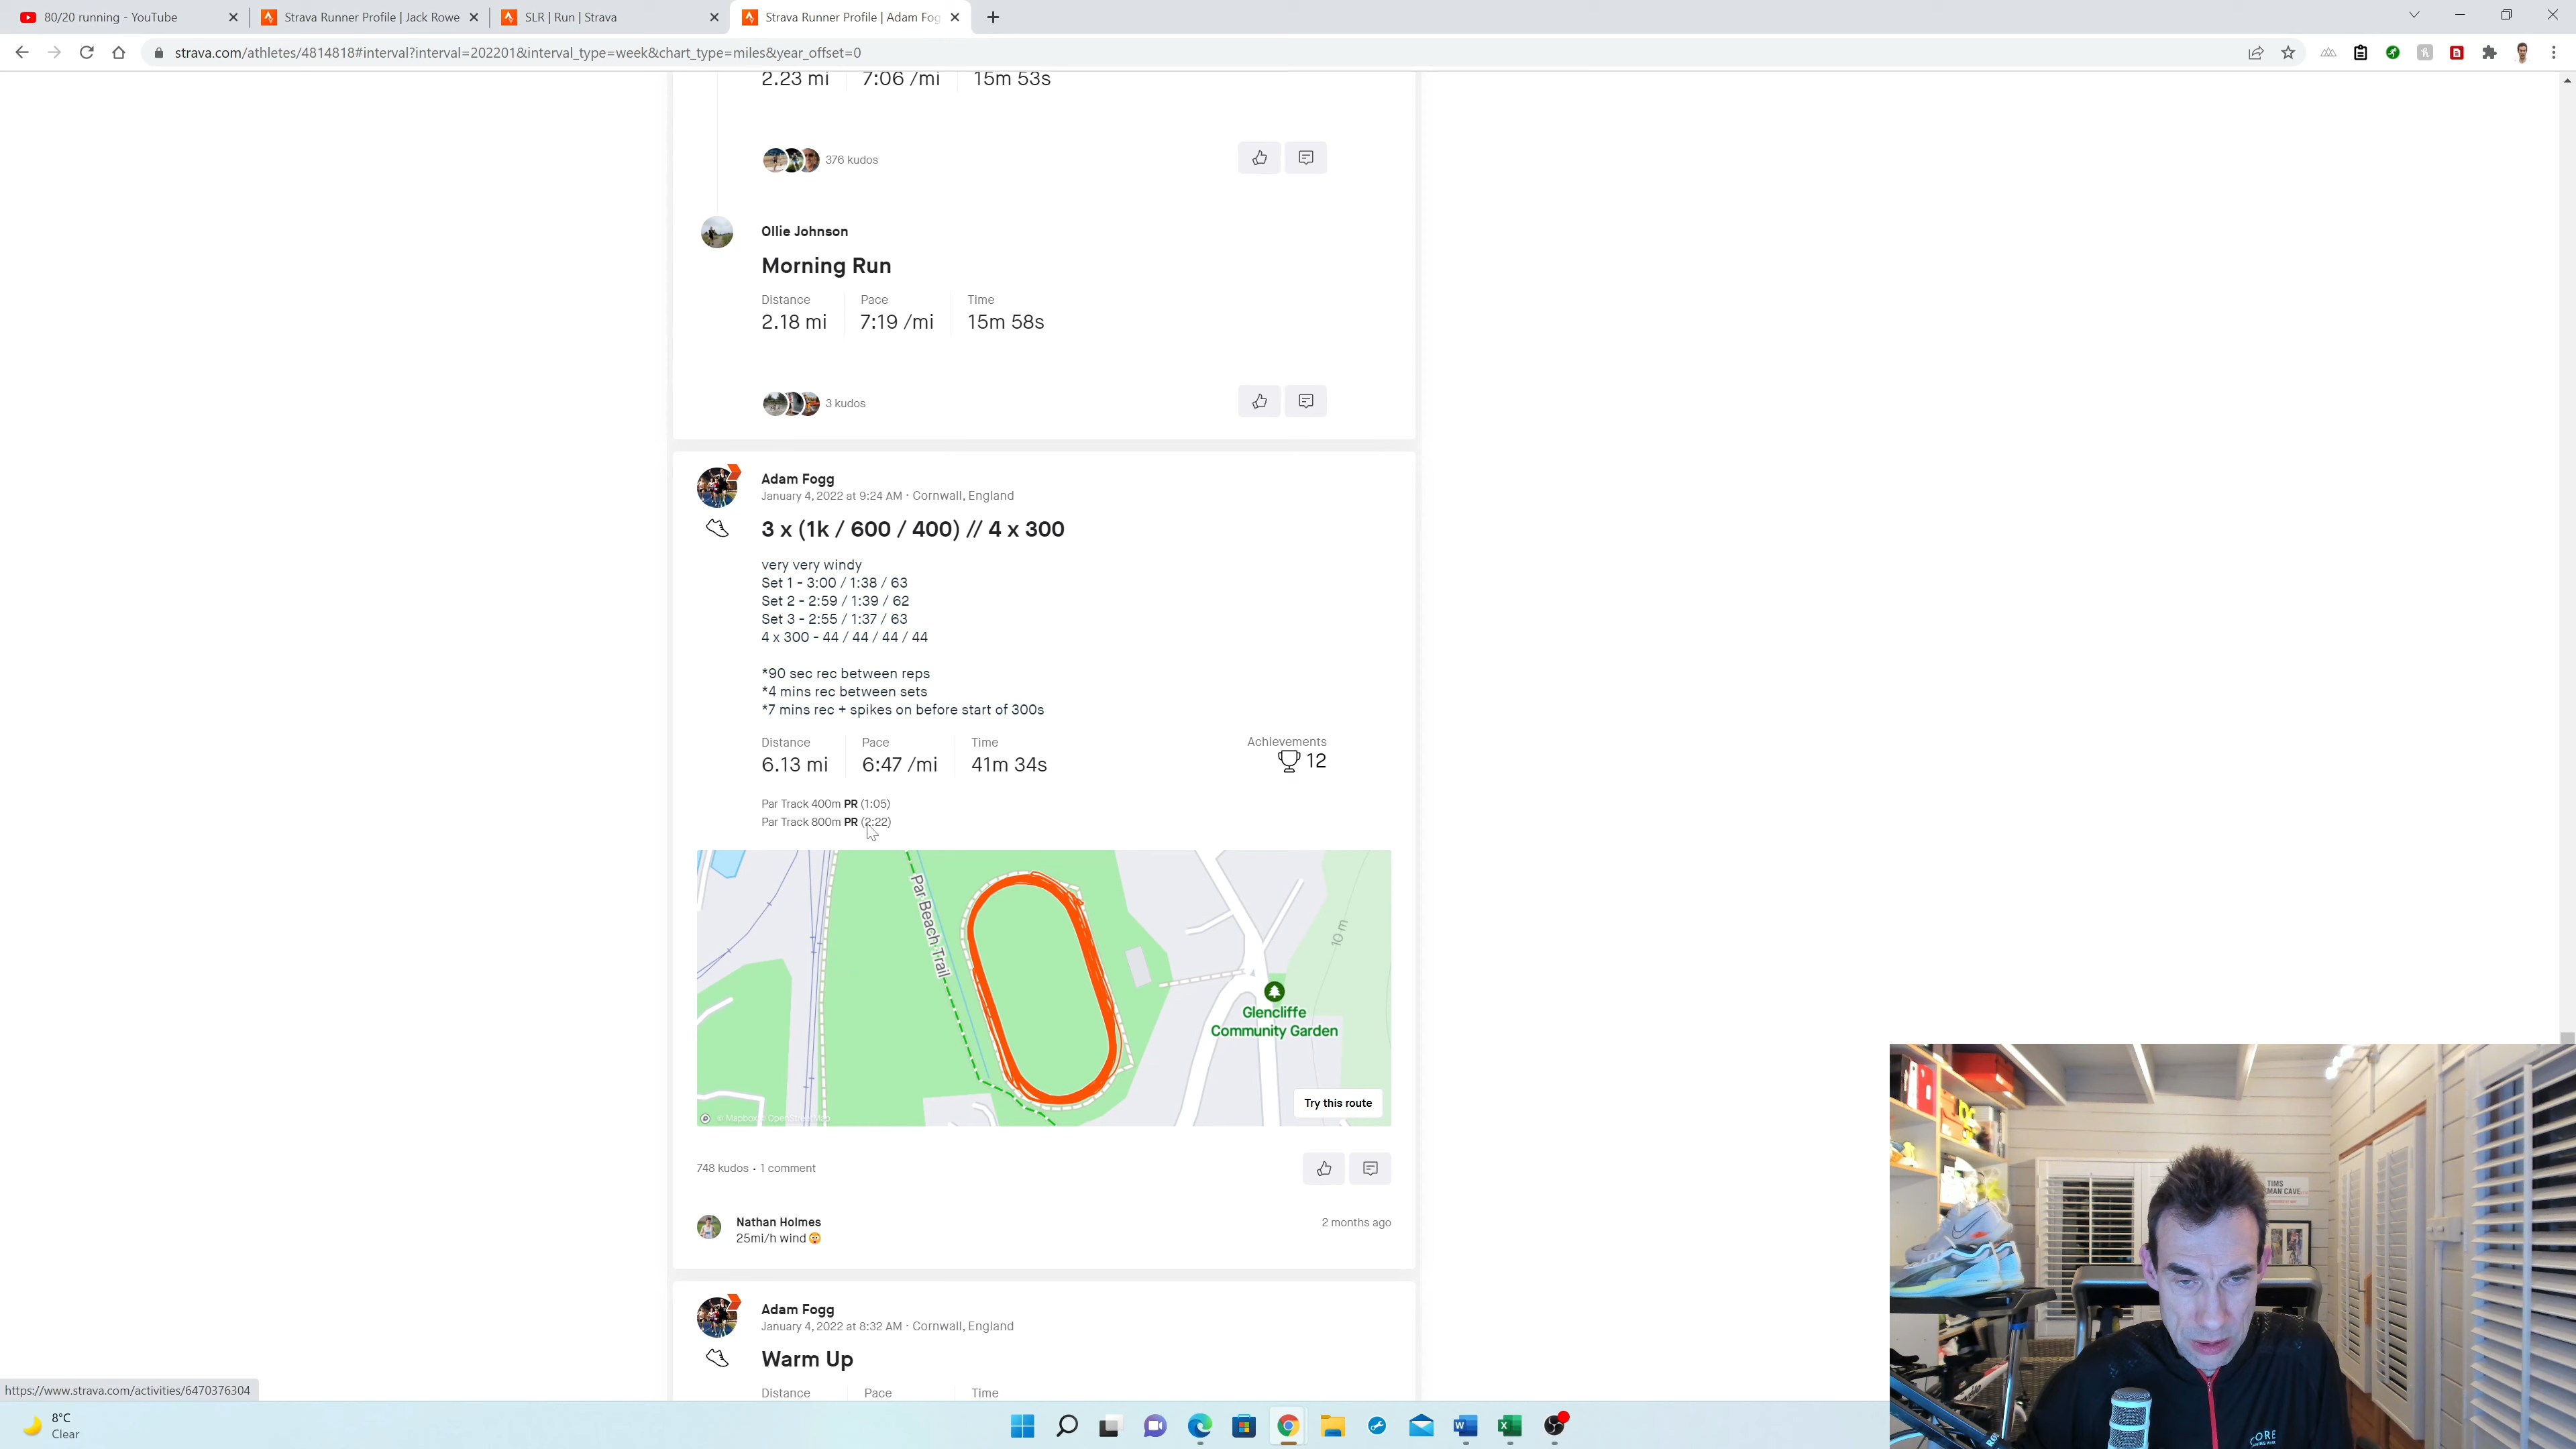 80/20 running - YouTube
Strava Runner Profile | Jack Rowe
SLR | Run | Strava
Strava Runner Profile | Adam Fog
strava.com/athletes/4814818#interval?interval=202201&interval_type=week&chart_type=miles&year_offset=0
2.23 mi 7:06 /mi 15m 53s
376 kudos
Ollie Johnson
Morning Run
Distance Pace Time
2.18 mi 7:19 /mi 15m 58s
3 kudos
Adam Fogg
January 4, 2022 at 9:24 AM · Cornwall, England
3 x (1k / 600 / 400) // 4 x 300
very very windy
Set 1 - 3:00 / 1:38 / 63
Set 2 - 2:59 / 1:39 / 62
Set 3 - 2:55 / 1:37 / 63
4 x 300 - 44 / 44 / 44 / 44
*90 sec rec between reps
*4 mins rec between sets
*7 mins rec + spikes on before start of 300s
Distance Pace Time Achievements
6.13 mi 6:47 /mi 41m 34s 12
Par Track 400m PR (1:05)
Par Track 800m PR (2:22)
Par Beach Trail
10 m
Glencliffe
Community Garden
Try this route
© Mapbox © OpenStreetMap
748 kudos · 1 comment
Nathan Holmes 2 months ago
25mi/h wind
Adam Fogg
January 4, 2022 at 8:32 AM · Cornwall, England
Warm Up
Distance Pace Time
https://www.strava.com/activities/6470376304
8°C
Clear
TIMS
MAN CAVE
CORE